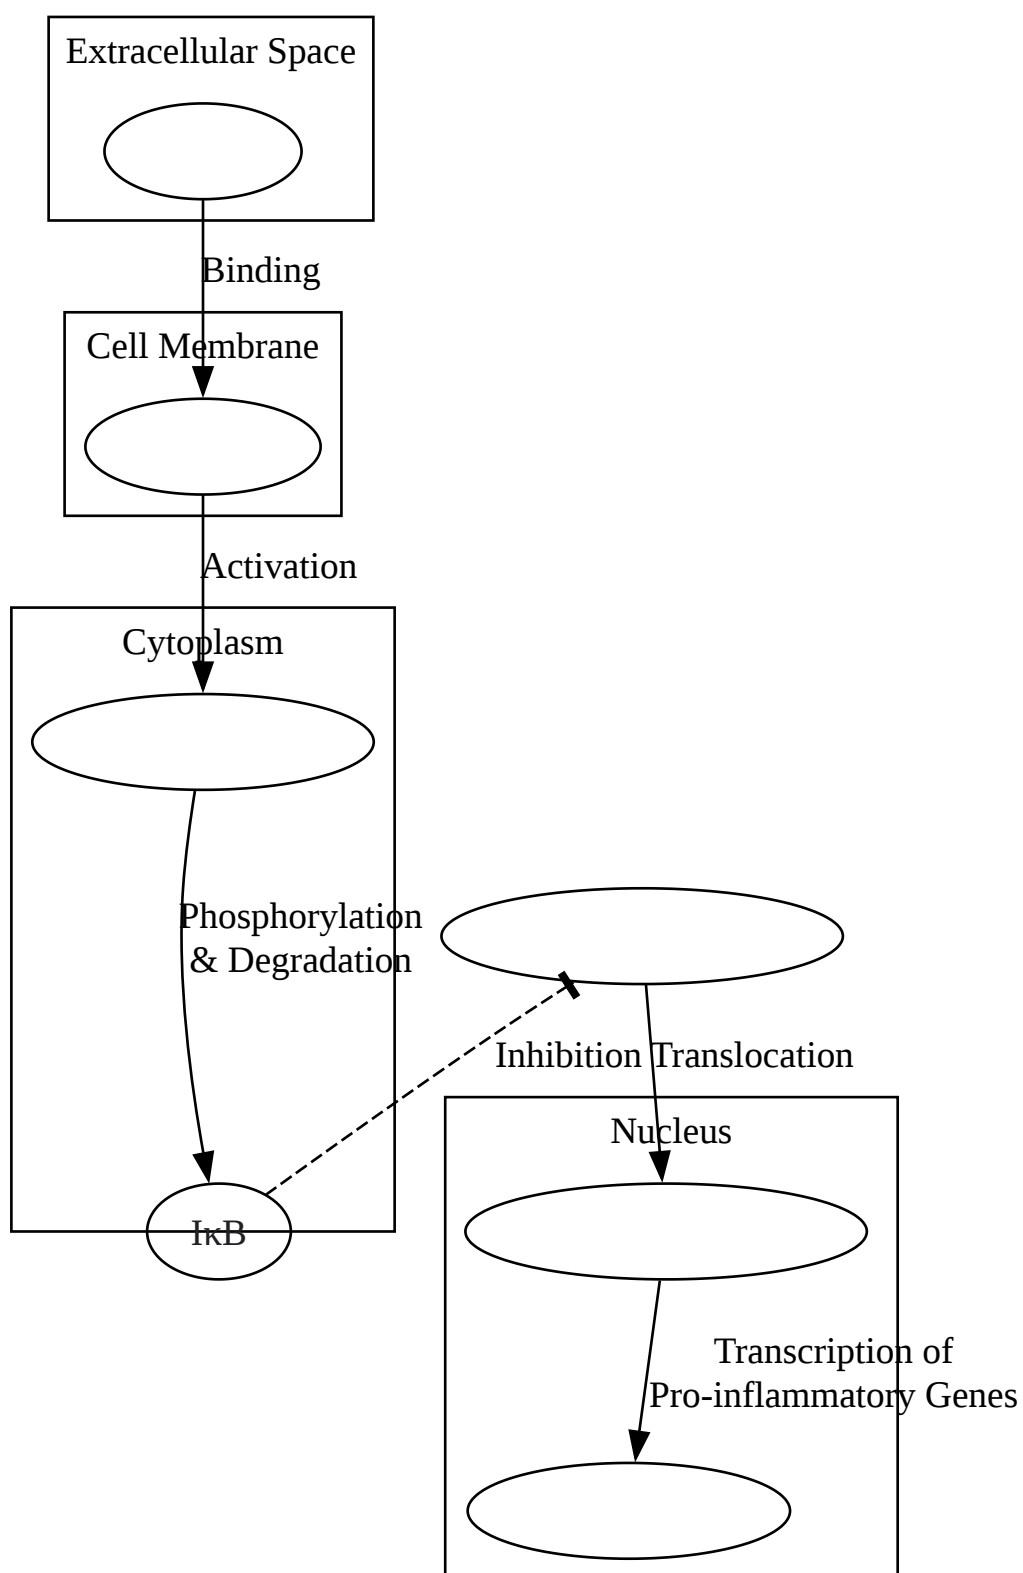 Extracellular Space
Binding
Cell Membrane
Activation
Cytoplasm
Phosphorylation
& Degradation
Inhibition
Translocation
Nucleus
IκB
Transcription of
Pro-inflammatory Genes